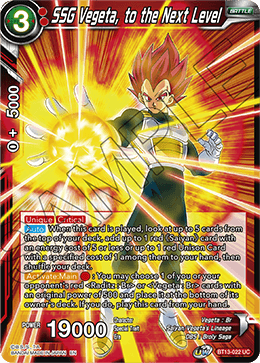 3
SSG Vegeta, to the Next Level
BATTLE
0 + 5000
Unique Critical
Auto When this card is played, look at up to 5 cards
from the top of your deck, add up to 1 red ‹Saiyan› card with
an energy cost of 5 or less or up to 1 red Unison Card
with a specified cost of 1 among them to your hand, then
shuffle your deck.
Activate: Main : You may choose 1 of your or your
opponent's red <Raditz : Br> or <Vegeta : Br> cards with
an original power of 500 and place it at the bottom of its
owner's deck. If you do, play this card from your hand.
POWER 19000
Character Vegeta : Br
Special Trait Saiyan
Era Broly Saga
BT13-022 UC